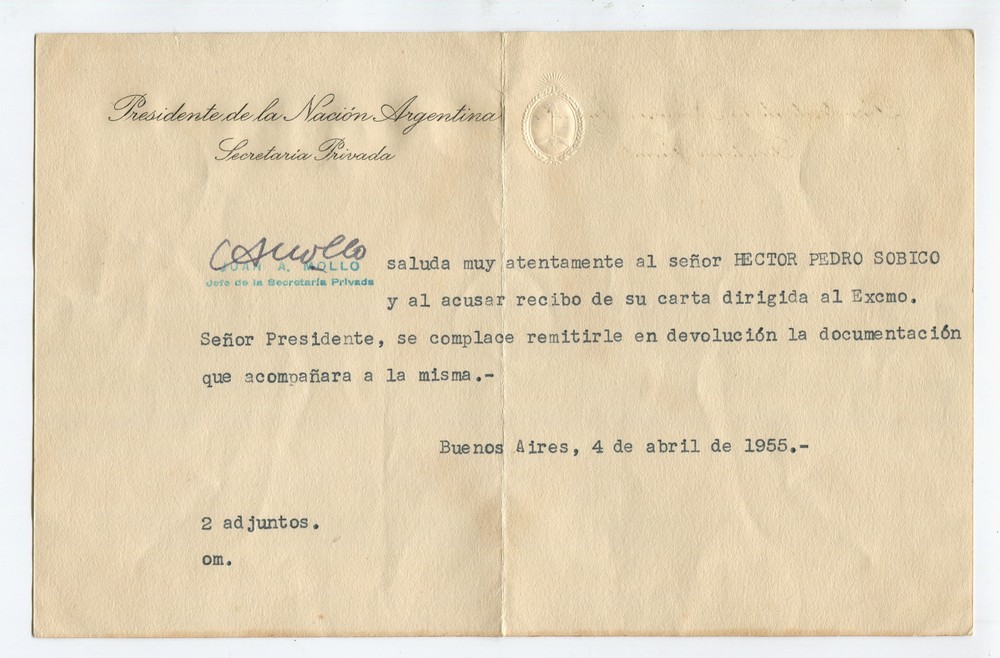 Presidente de la Nación Argentina
Secretaría Privada
JUAN A. MOLLO
Jefe de la Secretaría Privada
saluda muy atentamente al señor HECTOR PEDRO SOBICO
y al acusar recibo de su carta dirigida al Excmo.
Señor Presidente, se complace remitirle en devolución la documentación
que acompañara a la misma.-
Buenos Aires, 4 de abril de 1955.-
2 adjuntos.
om.